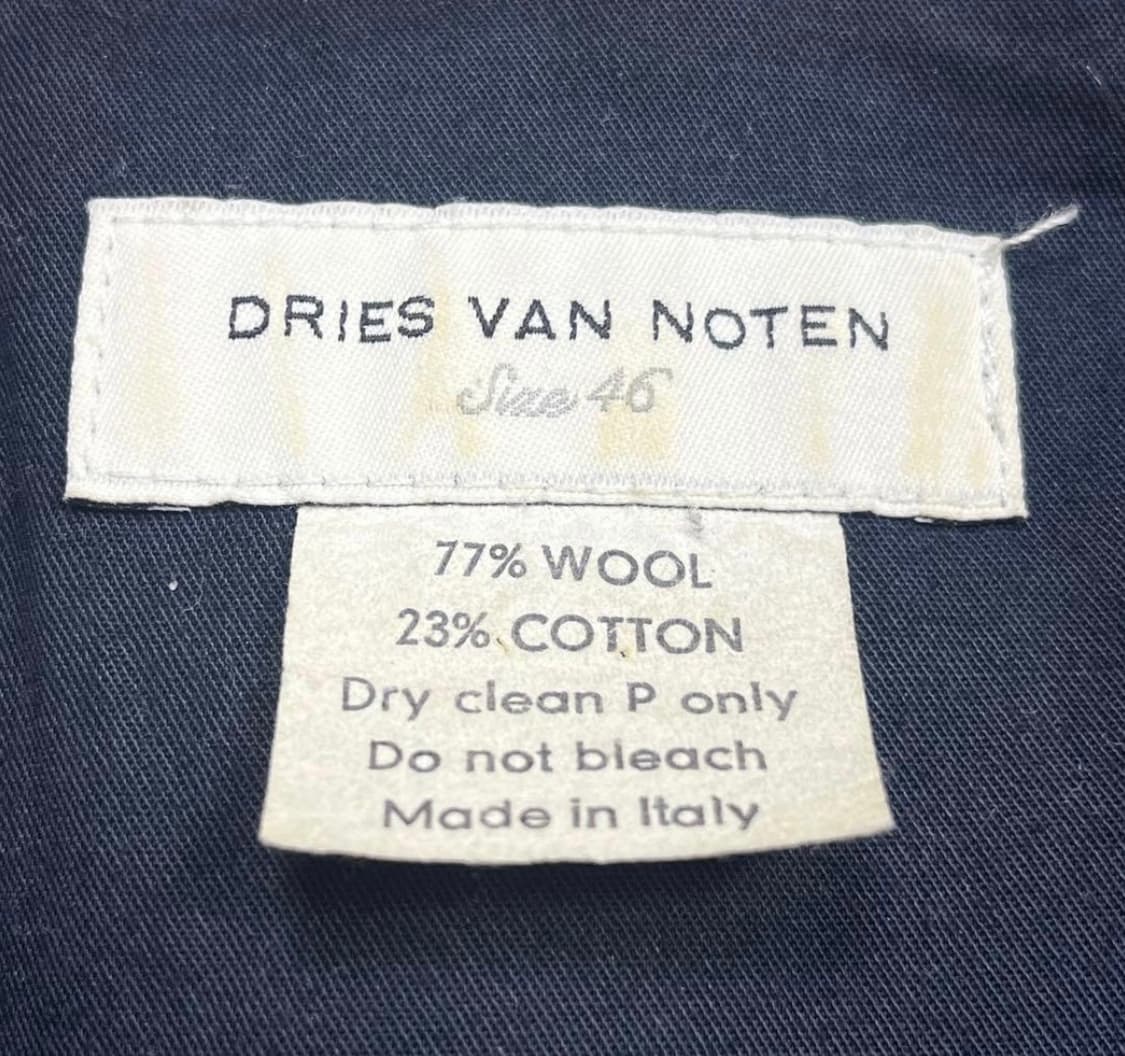 DRIES VAN NOTEN
Size 46
77% WOOL
23% COTTON
Dry clean P only
Do not bleach
Made in Italy